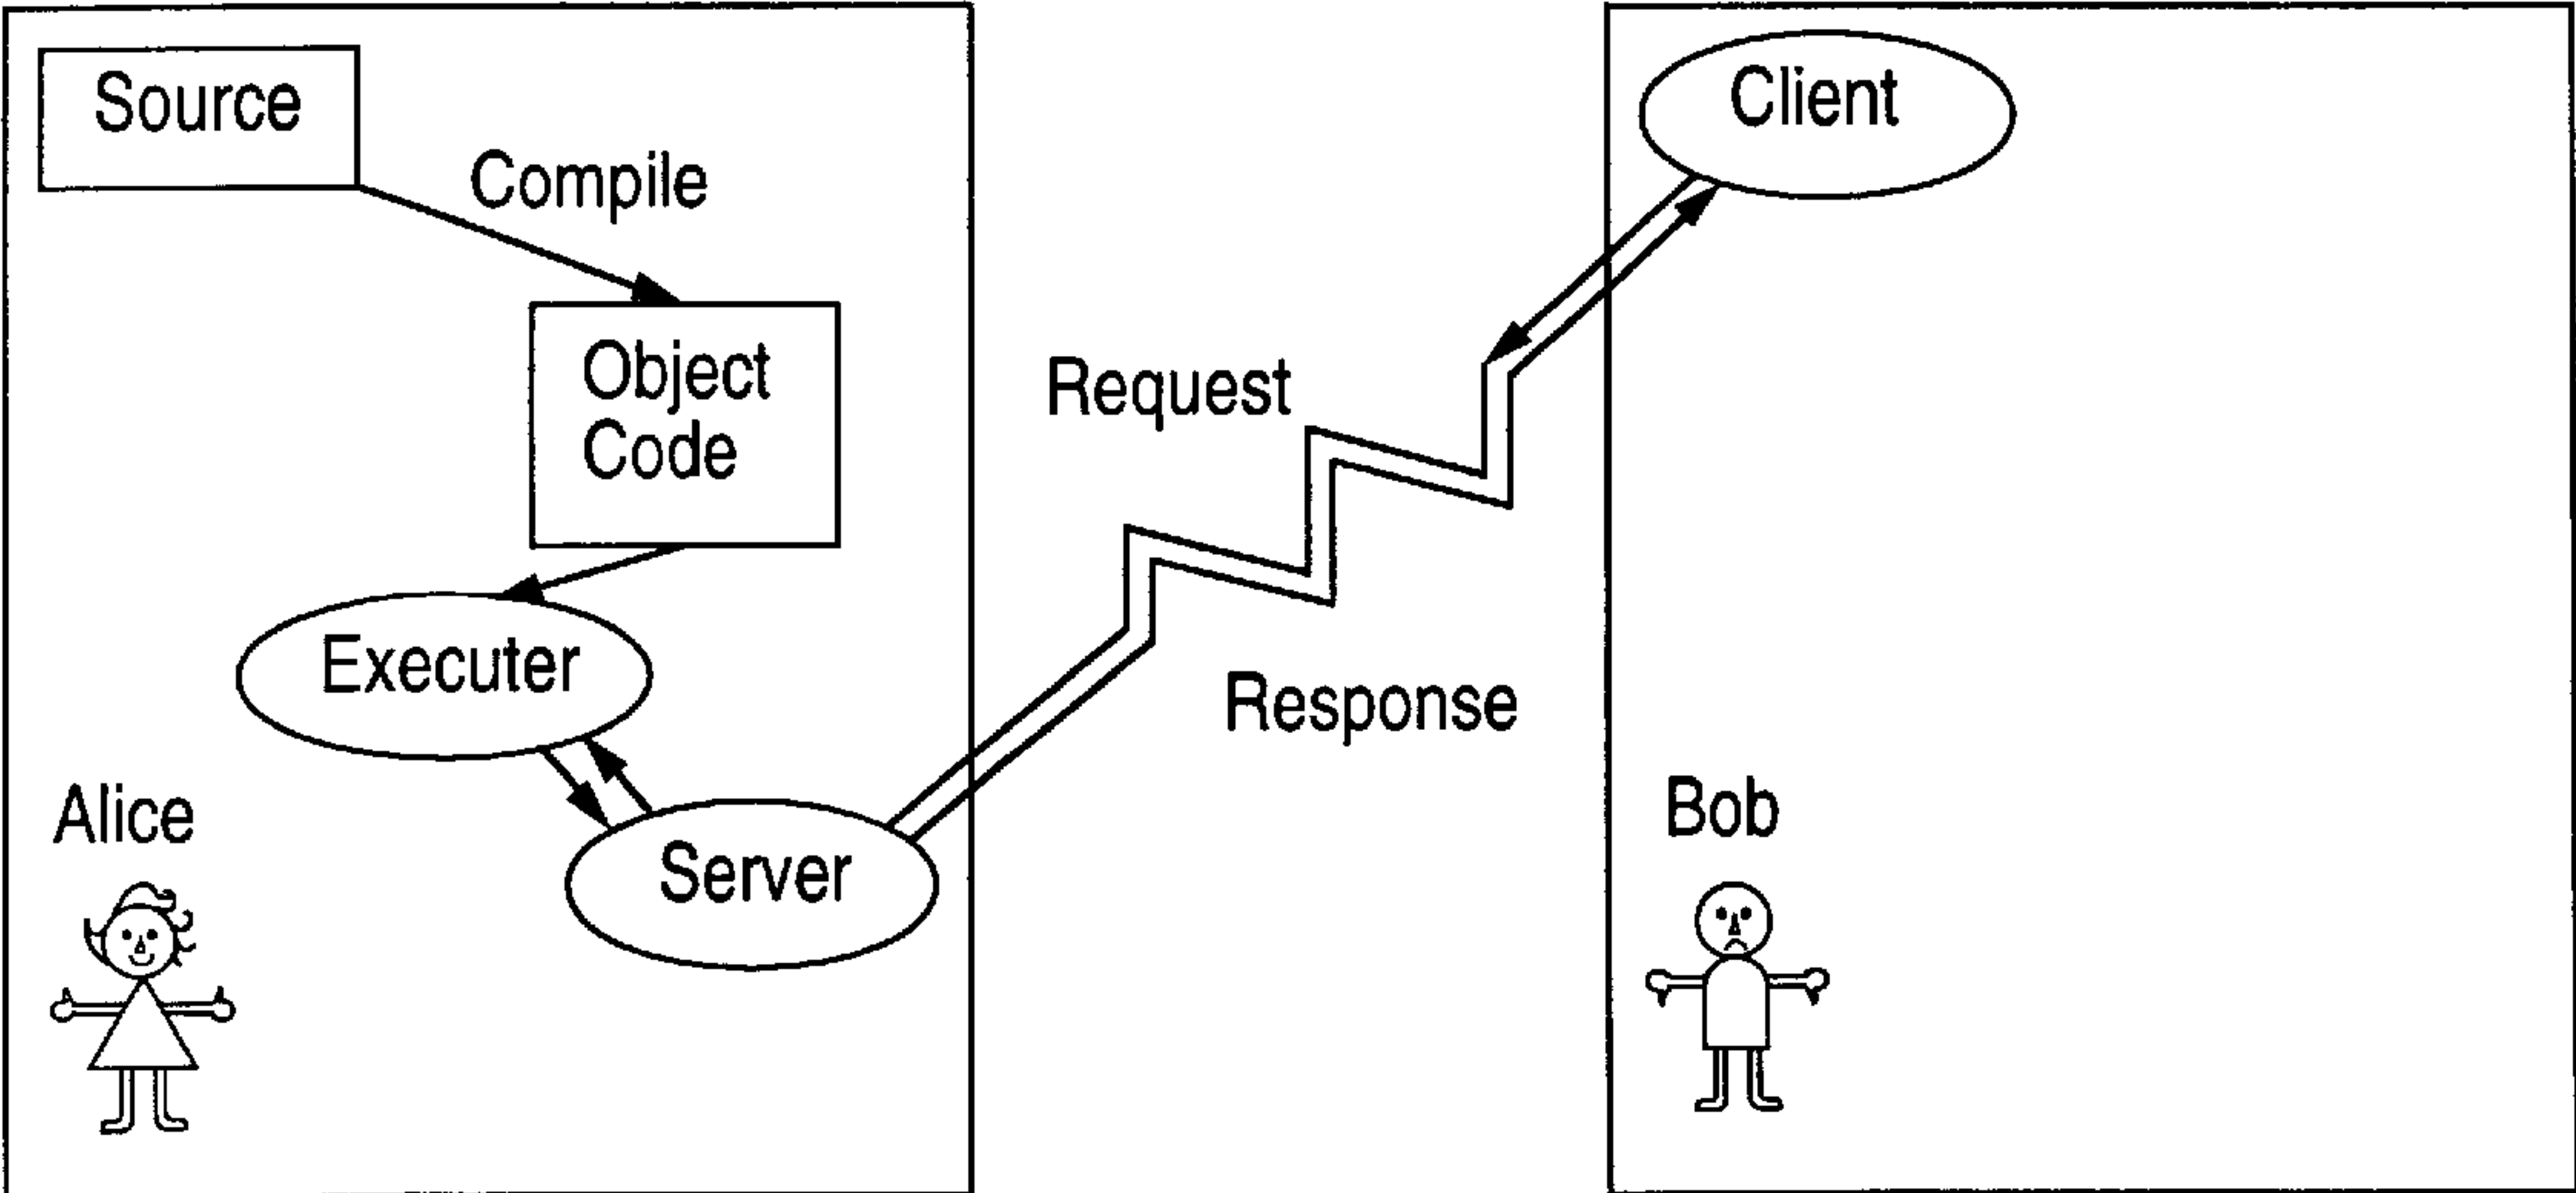 Source
Compile
Object
Code
Executer
Server
Alice
Request
Response
Client
Bob